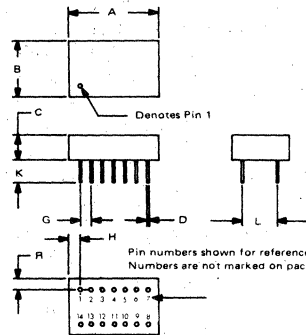 A
B
Denotes Pin 1
C
K
G
D
L
H
Pin numbers shown for reference
Numbers are not marked on pac
R
1 2 3 4 5 6 7
14 13 12 11 10 9 8